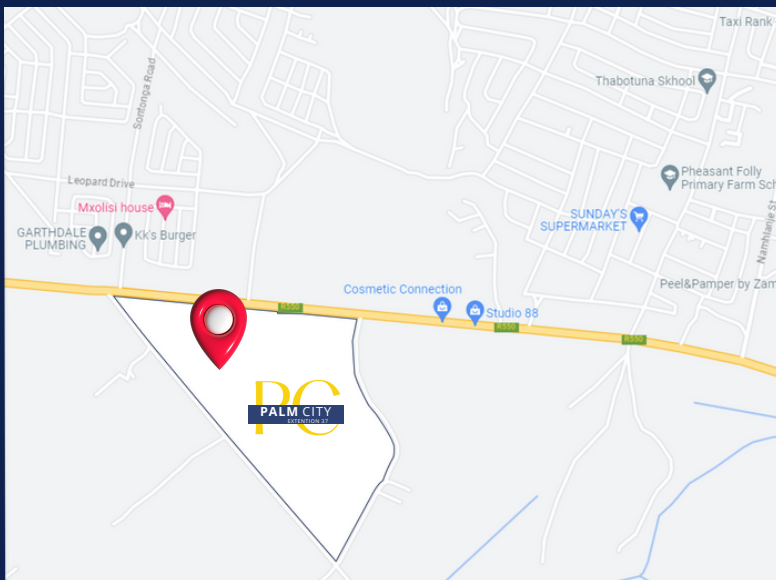 Taxi Rank
Thabotuna Skhool
Sontonga Road
Pheasant Folly
Primary Farm Sch
Leopard Drive
Mxolisi house
SUNDAY'S
SUPERMARKET
Namhlanje St
GARTHDALE
PLUMBING
Kk's Burger
Peel&Pamper by Zam
Cosmetic Connection
R550
Studio 88
R550
R550
PC
PALM CITY
EXTENTION 37